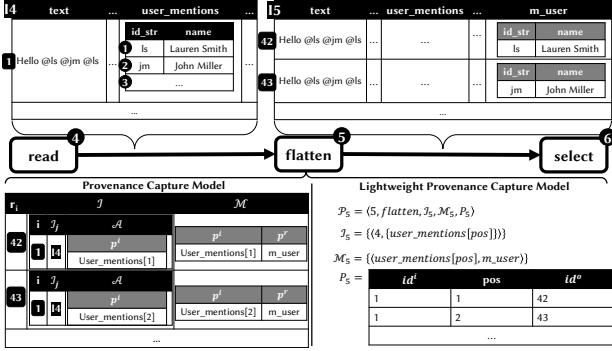 I4 text ... user_mentions ...
id_str name
1 ls Lauren Smith
1 Hello @ls @jm @ls ... 2 jm John Miller ...
3 ...
...
I5 text ... user_mentions ... m_user
42 Hello @ls @jm @ls ... ... ... id_str name
ls Lauren Smith
43 Hello @ls @jm @ls ... ... ... id_str name
jm John Miller
...
read 4 flatten 5 select 6
Provenance Capture Model
rᵢ ℐ ℳ
42 i ℐⱼ 𝒜
1 I4 pⁱ pⁱ pʳ
User_mentions[1] User_mentions[1] m_user
43 i ℐⱼ 𝒜
1 I4 pⁱ pⁱ pʳ
User_mentions[2] User_mentions[2] m_user
...
Lightweight Provenance Capture Model
𝒫₅ = ⟨5, flatten, ℐ₅, ℳ₅, P₅⟩
ℐ₅ = {⟨4, {user_mentions[pos]}⟩}
ℳ₅ = {⟨user_mentions[pos], m_user⟩}
P₅ = idⁱ pos idᵒ
1 1 42
1 2 43
...